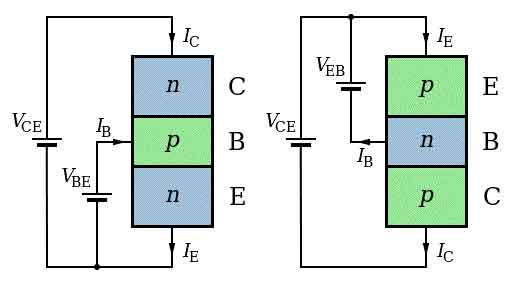 I_C
n C
V_CE I_B p B
V_BE
n E
I_E
I_E
V_EB p E
V_CE n B
I_B
p C
I_C